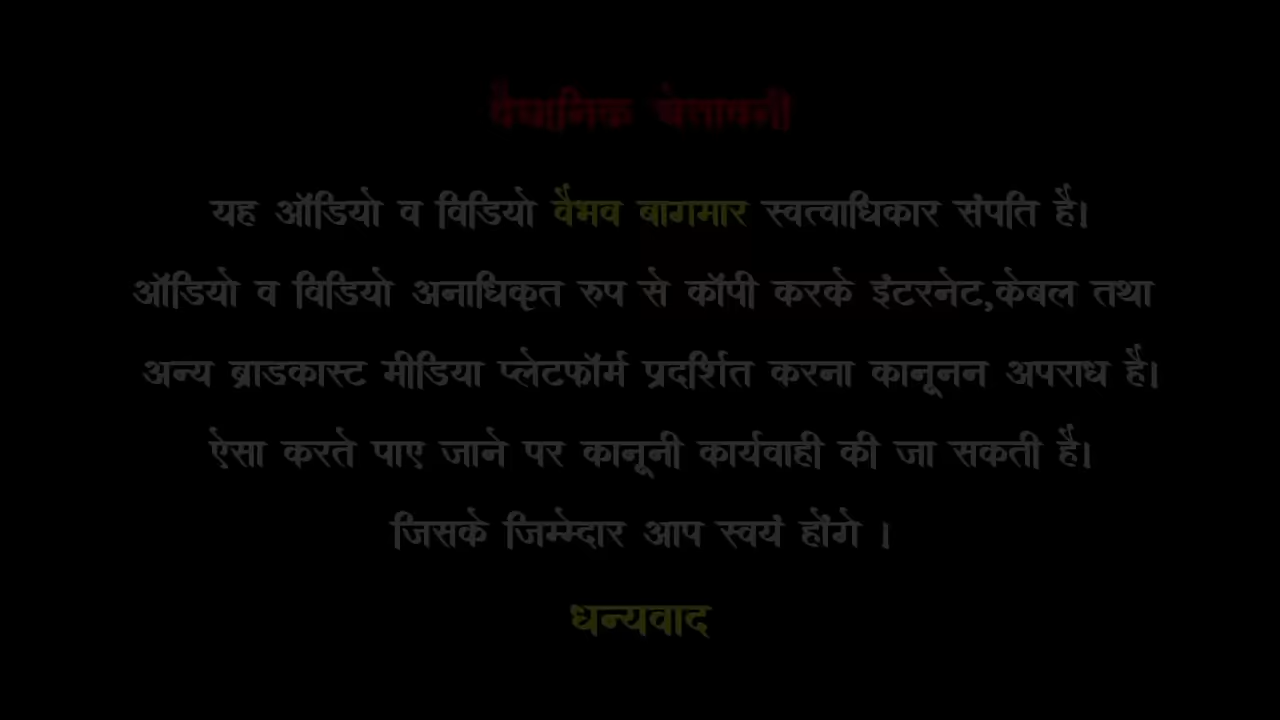 वैधानिक चेतावनी
यह ऑडियो व विडियो वैभव बागमार स्वत्वाधिकार संपति है।
ऑडियो व विडियो अनाधिकृत रुप से कॉपी करके इंटरनेट,केबल तथा
अन्य ब्राडकास्ट मीडिया प्लेटफॉर्म प्रदर्शित करना कानूनन अपराध है।
ऐसा करते पाए जाने पर कानूनी कार्यवाही की जा सकती है।
जिसके जिम्मेदार आप स्वयं होंगे ।
धन्यवाद